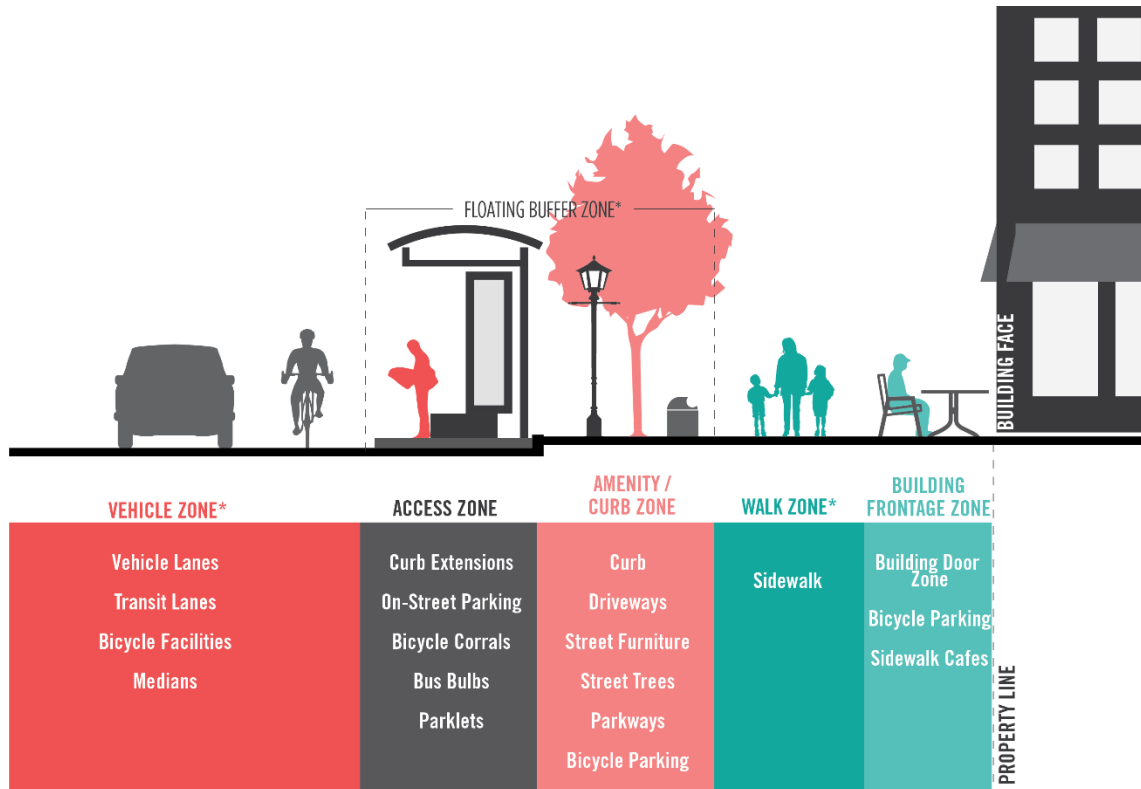 FLOATING BUFFER ZONE*
BUILDING FACE
VEHICLE ZONE*
Vehicle Lanes
Transit Lanes
Bicycle Facilities
Medians
ACCESS ZONE
Curb Extensions
On-Street Parking
Bicycle Corrals
Bus Bulbs
Parklets
AMENITY /
CURB ZONE
Curb
Driveways
Street Furniture
Street Trees
Parkways
Bicycle Parking
WALK ZONE*
Sidewalk
BUILDING
FRONTAGE ZONE
Building Door
Zone
Bicycle Parking
Sidewalk Cafes
PROPERTY LINE